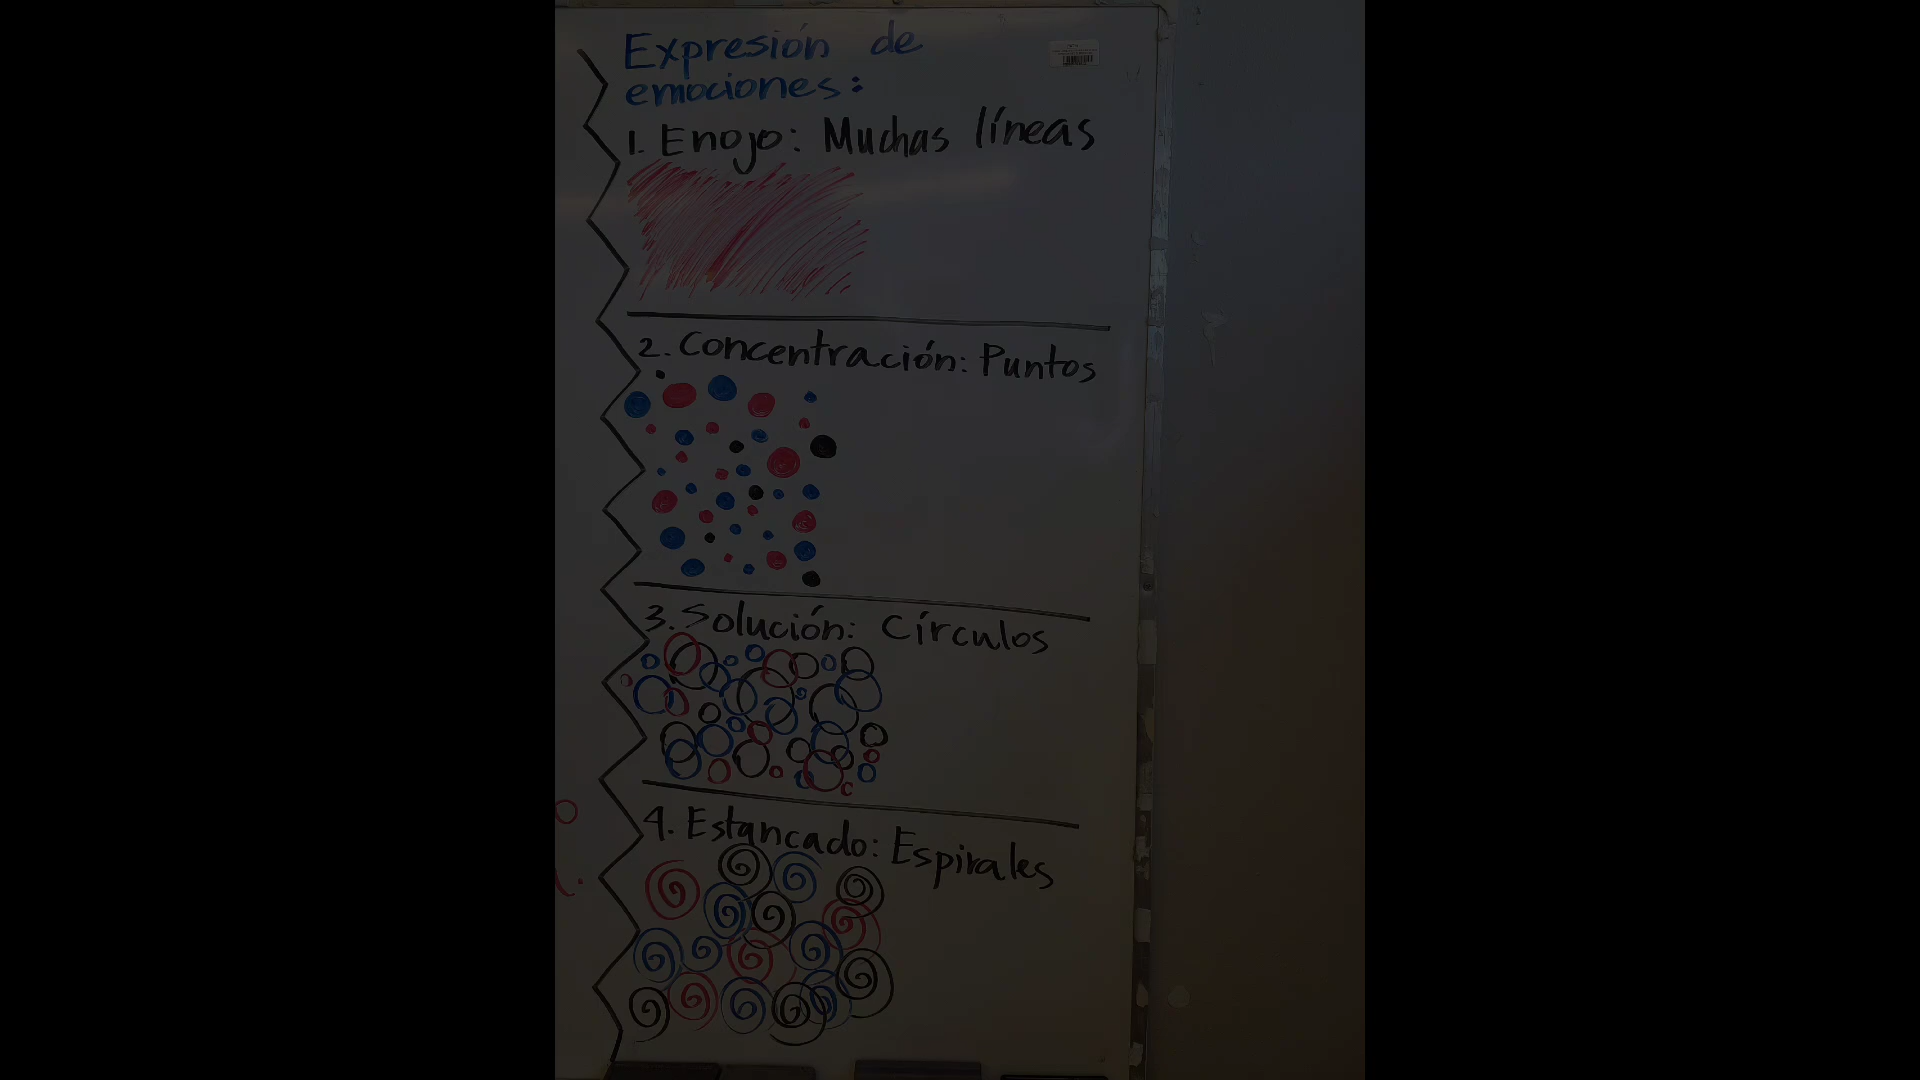 Expresión de
emociones:
1. Enojo: Muchas líneas
2. Concentración: Puntos
3. Solución: Círculos
4. Estancado: Espirales